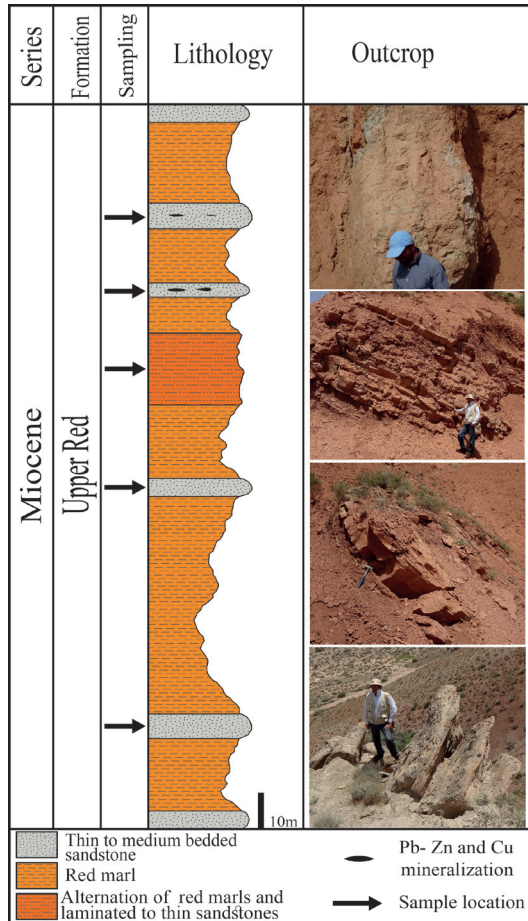 Series
Formation
Sampling
Lithology
Outcrop
Miocene
Upper Red
10m
Thin to medium bedded
sandstone
Red marl
Alternation of red marls and
laminated to thin sandstones
Pb- Zn and Cu
mineralization
Sample location